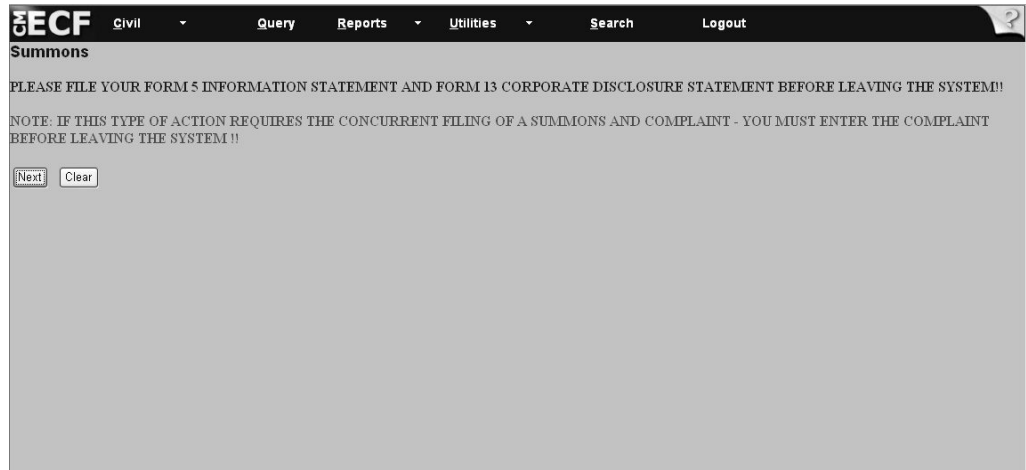 CM ECF Civil Query Reports Utilities Search Logout ?
Summons
PLEASE FILE YOUR FORM 5 INFORMATION STATEMENT AND FORM 13 CORPORATE DISCLOSURE STATEMENT BEFORE LEAVING THE SYSTEM!!
NOTE: IF THIS TYPE OF ACTION REQUIRES THE CONCURRENT FILING OF A SUMMONS AND COMPLAINT - YOU MUST ENTER THE COMPLAINT
BEFORE LEAVING THE SYSTEM !!
Next Clear